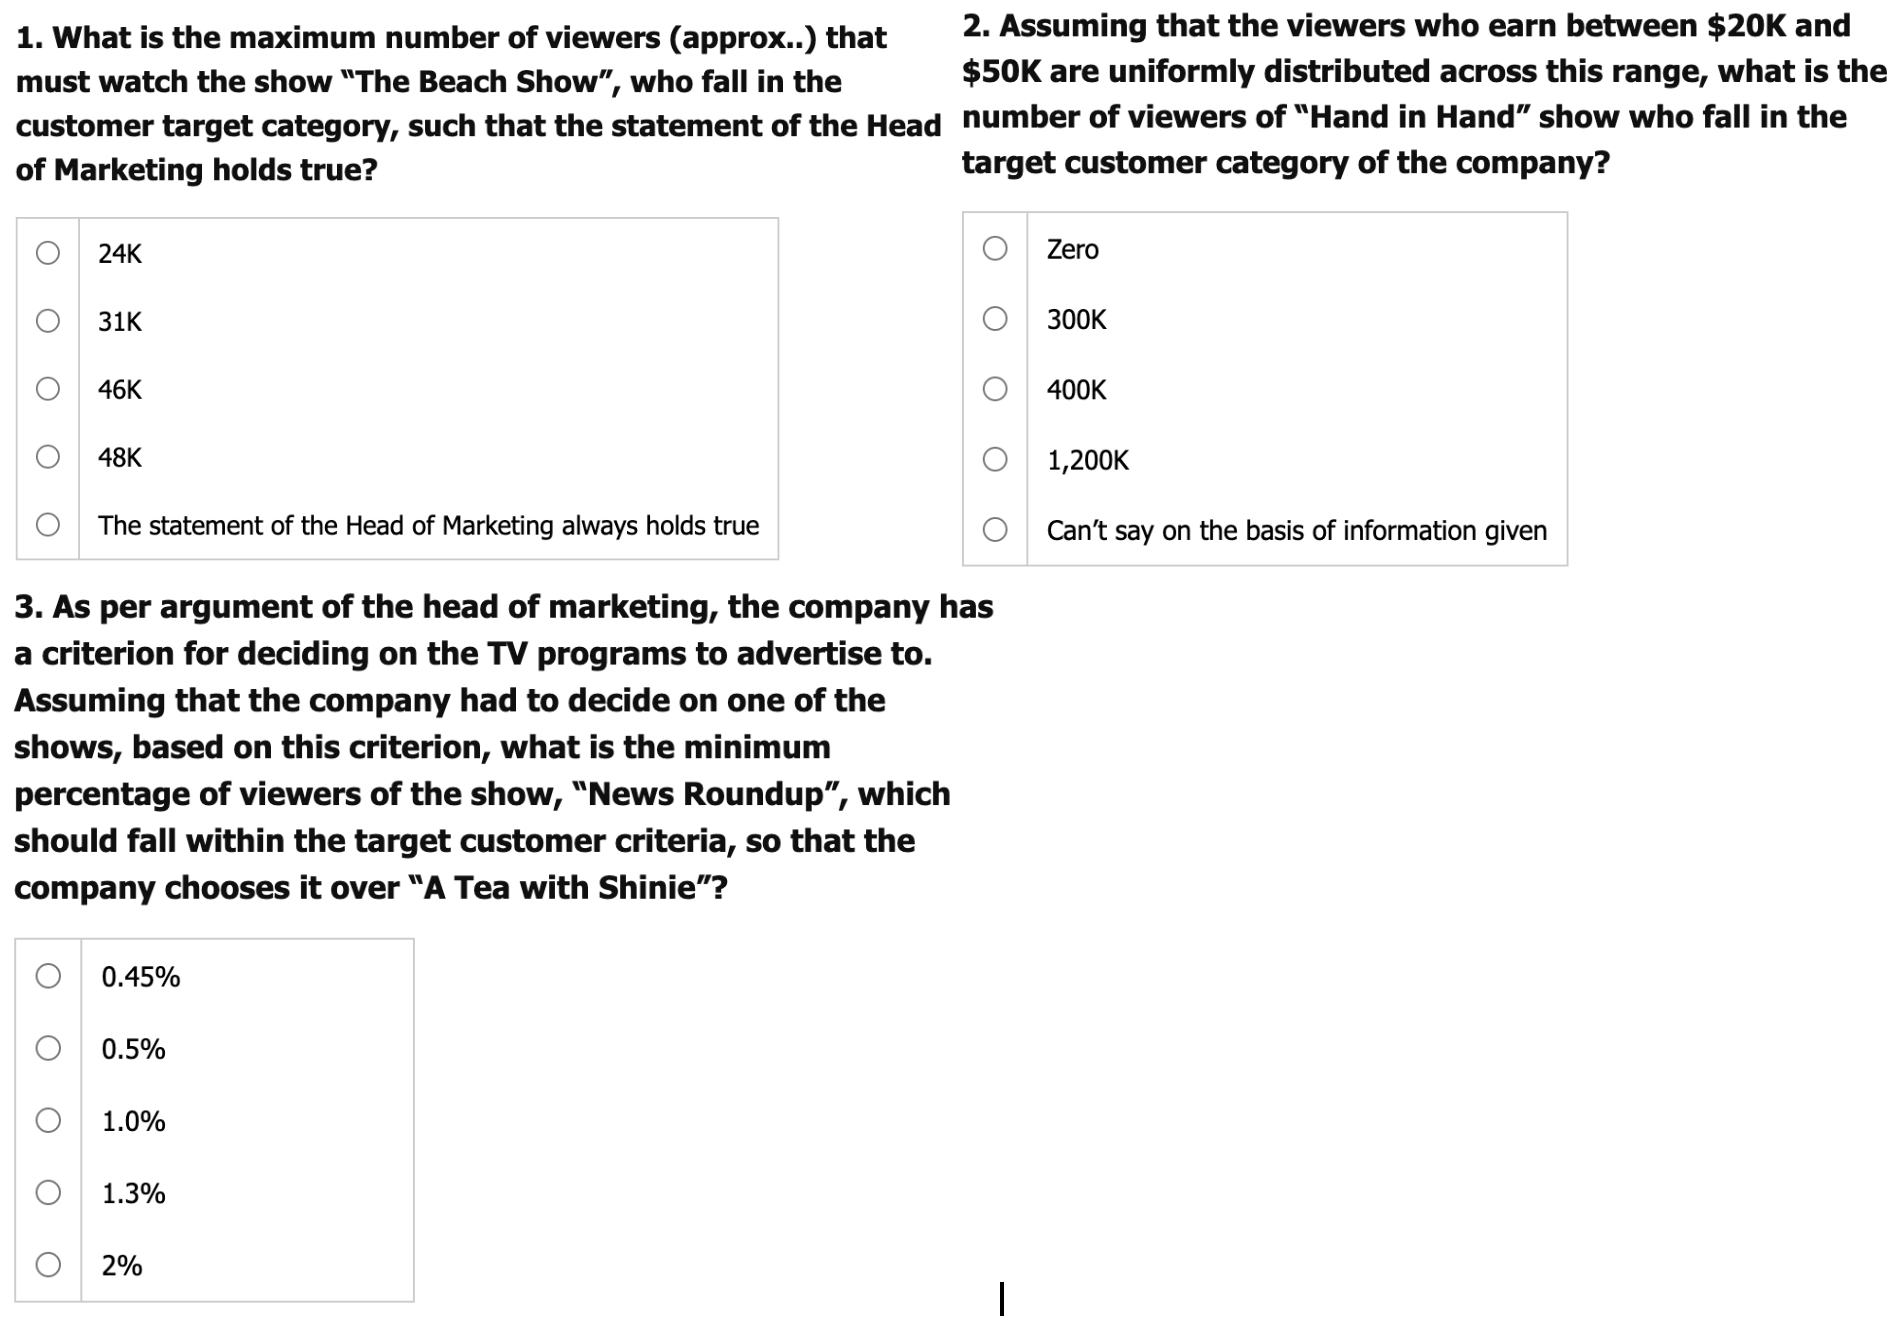 1. What is the maximum number of viewers (approx..) that
must watch the show “The Beach Show”, who fall in the
customer target category, such that the statement of the Head
of Marketing holds true?
24K
31K
46K
48K
The statement of the Head of Marketing always holds true
2. Assuming that the viewers who earn between $20K and
$50K are uniformly distributed across this range, what is the
number of viewers of “Hand in Hand” show who fall in the
target customer category of the company?
Zero
300K
400K
1,200K
Can’t say on the basis of information given
3. As per argument of the head of marketing, the company has
a criterion for deciding on the TV programs to advertise to.
Assuming that the company had to decide on one of the
shows, based on this criterion, what is the minimum
percentage of viewers of the show, “News Roundup”, which
should fall within the target customer criteria, so that the
company chooses it over “A Tea with Shinie”?
0.45%
0.5%
1.0%
1.3%
2%